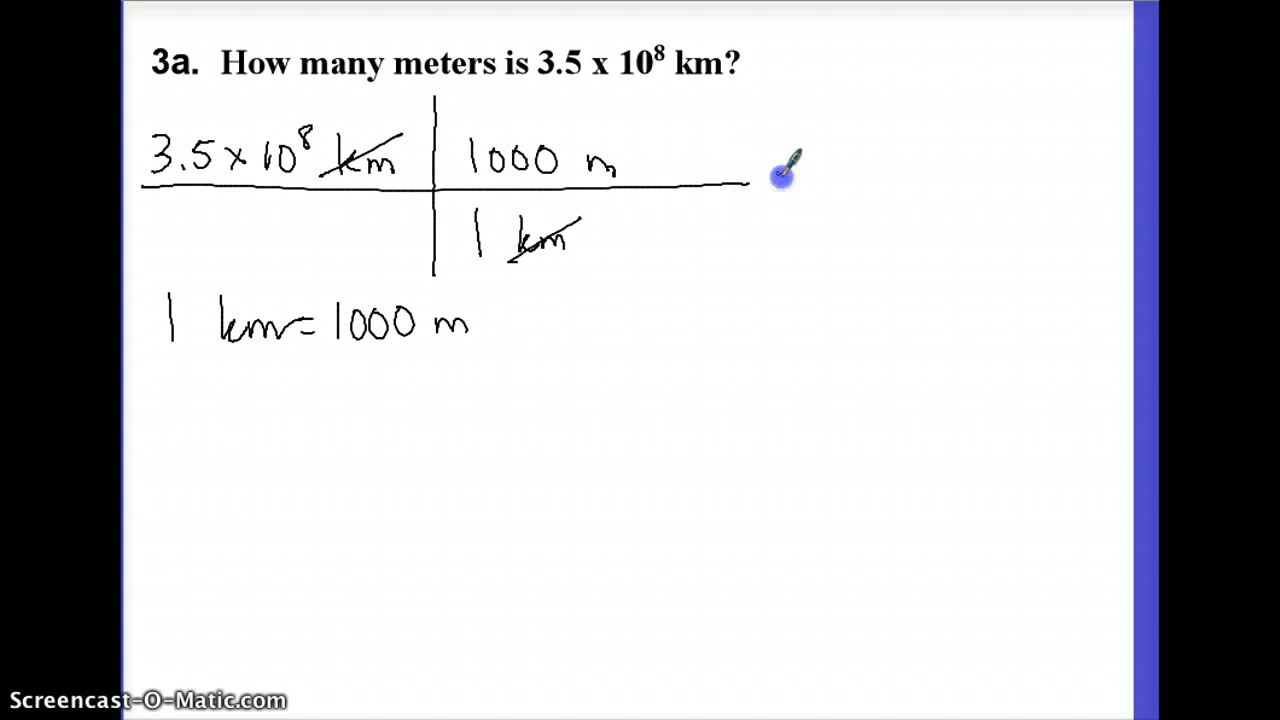 3a. How many meters is 3.5 x 10⁸ km?
3.5 x 10⁸ km 1000 m
1 km
1 km = 1000 m
Screencast-O-Matic.com